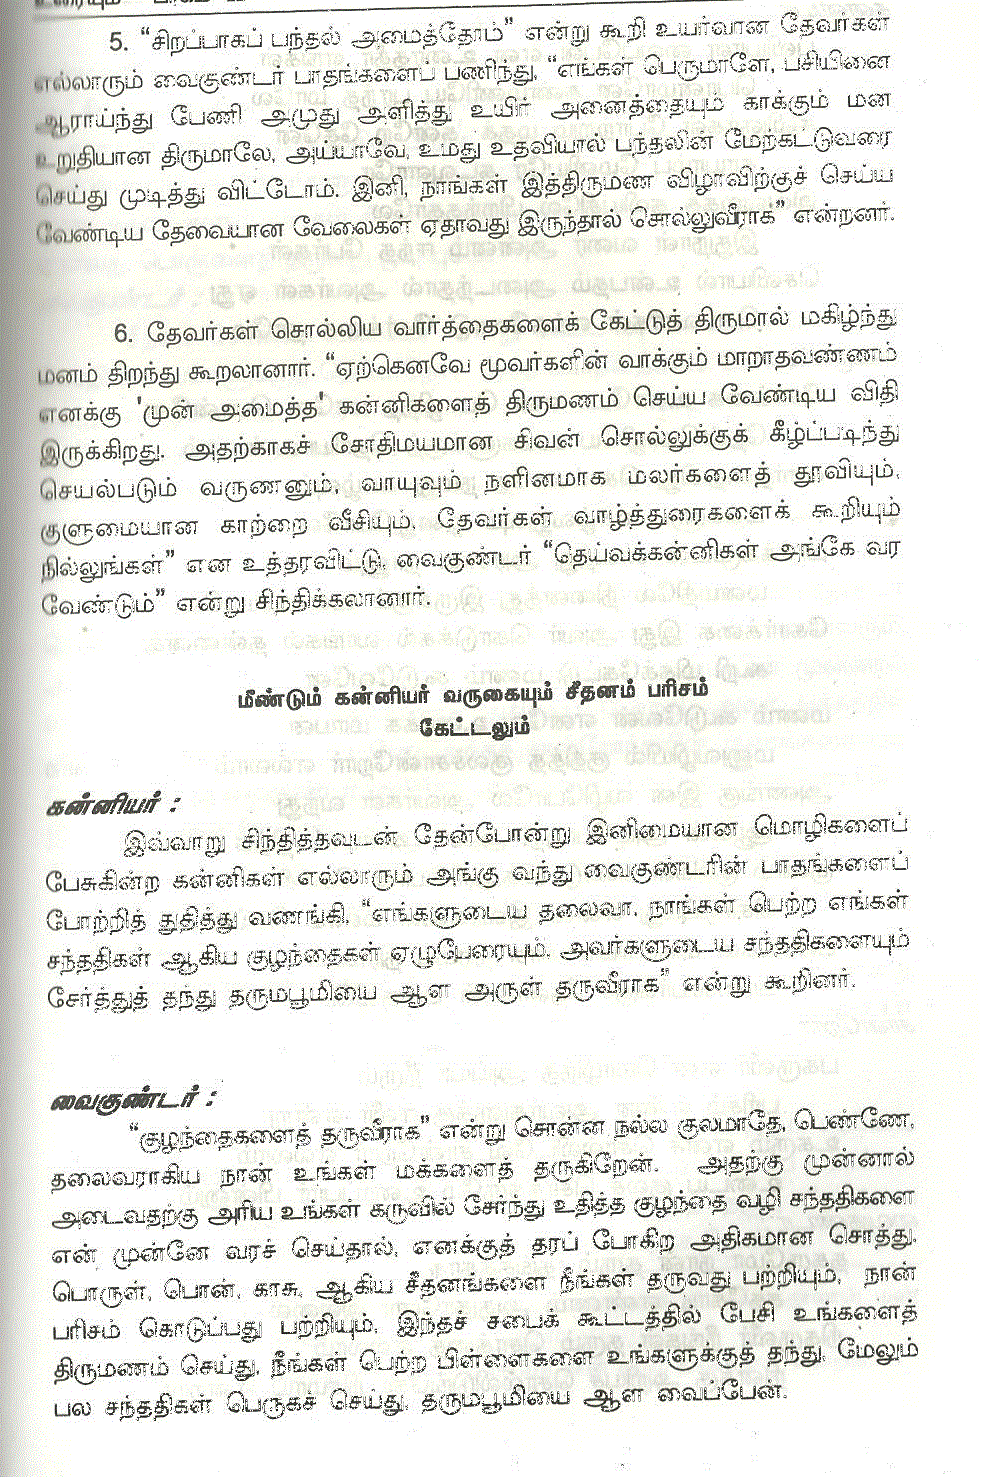 5. “சிறப்பாகப் பந்தல் அமைத்தோம்” என்று கூறி உயர்வான தேவர்கள்
எல்லாரும் வைகுண்டர் பாதங்களைப் பணிந்து, “எங்கள் பெருமாளே, பசியினை
ஆராய்ந்து பேணி அமுது அளித்து உயிர் அனைத்தையும் காக்கும் மன
உறுதியான திருமாலே, அய்யாவே, உமது உதவியால் பந்தலின் மேற்கட்டுவரை
செய்து முடித்து விட்டோம். இனி, நாங்கள் இத்திருமண விழாவிற்குச் செய்ய
வேண்டிய தேவையான வேலைகள் ஏதாவது இருந்தால் சொல்லுவீராக” என்றனர்.
6. தேவர்கள் சொல்லிய வார்த்தைகளைக் கேட்டுத் திருமால் மகிழ்ந்து
மனம் திறந்து கூறலானார். “ஏற்கெனவே மூவர்களின் வாக்கும் மாறாதவண்ணம்
எனக்கு 'முன் அமைத்த' கன்னிகளைத் திருமணம் செய்ய வேண்டிய விதி
இருக்கிறது. அதற்காகச் சோதிமயமான சிவன் சொல்லுக்குக் கீழ்ப்படிந்து
செயல்படும் வருணனும், வாயுவும் நளினமாக மலர்களைத் தூவியும்,
குளுமையான காற்றை வீசியும், தேவர்கள் வாழ்த்துரைகளைக் கூறியும்
நில்லுங்கள்” என உத்தரவிட்டு, வைகுண்டர் “தெய்வக்கன்னிகள் அங்கே வர
வேண்டும்” என்று சிந்திக்கலானார்.
மீண்டும் கன்னியர் வருகையும் சீதனம் பரிசம்
கேட்டலும்
கன்னியர் :
இவ்வாறு சிந்தித்தவுடன் தேன்போன்று இனிமையான மொழிகளைப்
பேசுகின்ற கன்னிகள் எல்லாரும் அங்கு வந்து வைகுண்டரின் பாதங்களைப்
போற்றித் துதித்து வணங்கி, “எங்களுடைய தலைவா, நாங்கள் பெற்ற எங்கள்
சந்ததிகள் ஆகிய குழந்தைகள் ஏழுபேரையும், அவர்களுடைய சந்ததிகளையும்
சேர்த்துத் தந்து தருமபூமியை ஆள அருள் தருவீராக” என்று கூறினர்.
வைகுண்டர் :
“குழந்தைகளைத் தருவீராக” என்று சொன்ன நல்ல குலமாதே, பெண்ணே,
தலைவராகிய நான் உங்கள் மக்களைத் தருகிறேன். அதற்கு முன்னால்
அடைவதற்கு அரிய உங்கள் கருவில் சேர்ந்து உதித்த குழந்தை வழி சந்ததிகளை
என் முன்னே வரச் செய்தால், எனக்குத் தரப் போகிற அதிகமான சொத்து,
பொருள், பொன், காசு, ஆகிய சீதனங்களை நீங்கள் தருவது பற்றியும், நான்
பரிசம் கொடுப்பது பற்றியும், இந்தச் சபைக் கூட்டத்தில் பேசி உங்களைத்
திருமணம் செய்து, நீங்கள் பெற்ற பிள்ளைகளை உங்களுக்குத் தந்து, மேலும்
பல சந்ததிகள் பெருகச் செய்து, தருமபூமியை ஆள வைப்பேன்.